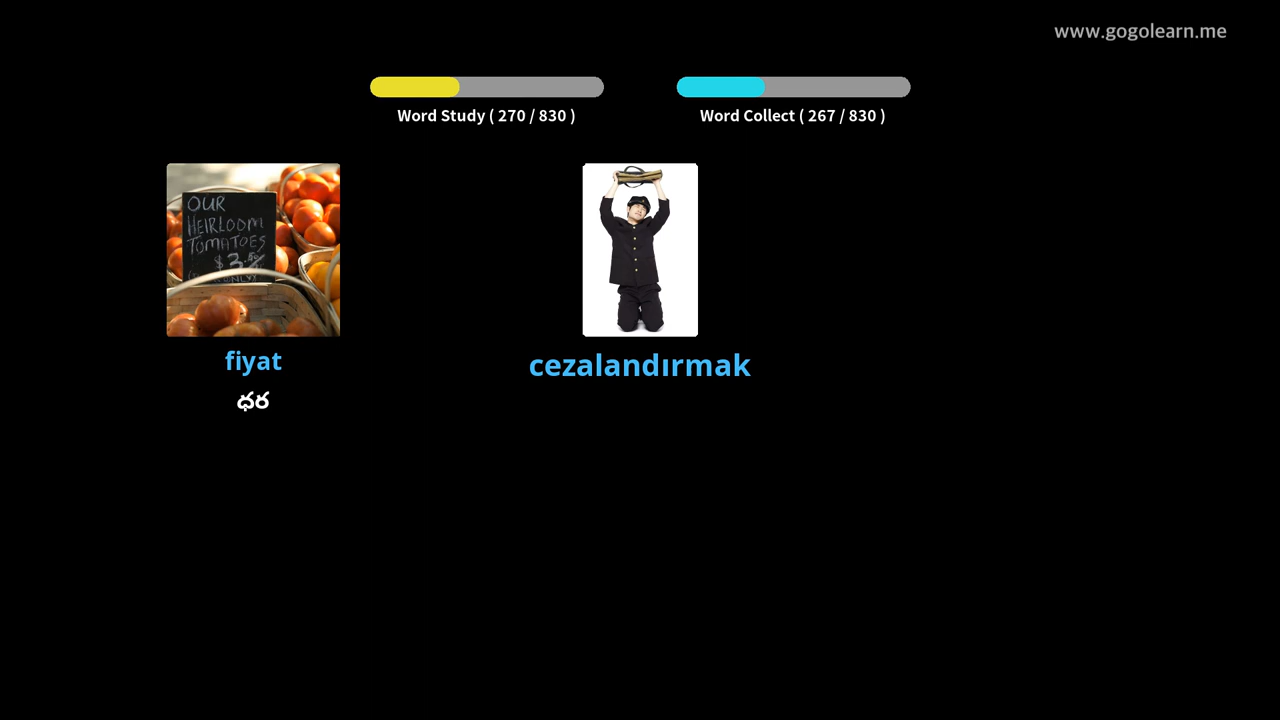 www.gogolearn.me
Word Study ( 270 / 830 )
Word Collect ( 267 / 830 )
OUR
HEIRLOOM
TOMATOES
fiyat
ధర
cezalandırmak